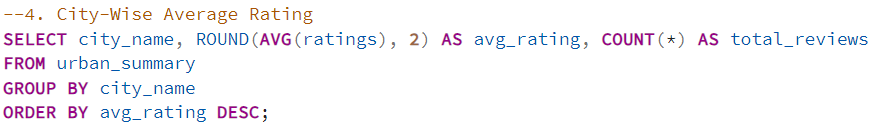 --4. City-Wise Average Rating
SELECT city_name, ROUND(AVG(ratings), 2) AS avg_rating, COUNT(*) AS total_reviews
FROM urban_summary
GROUP BY city_name
ORDER BY avg_rating DESC;